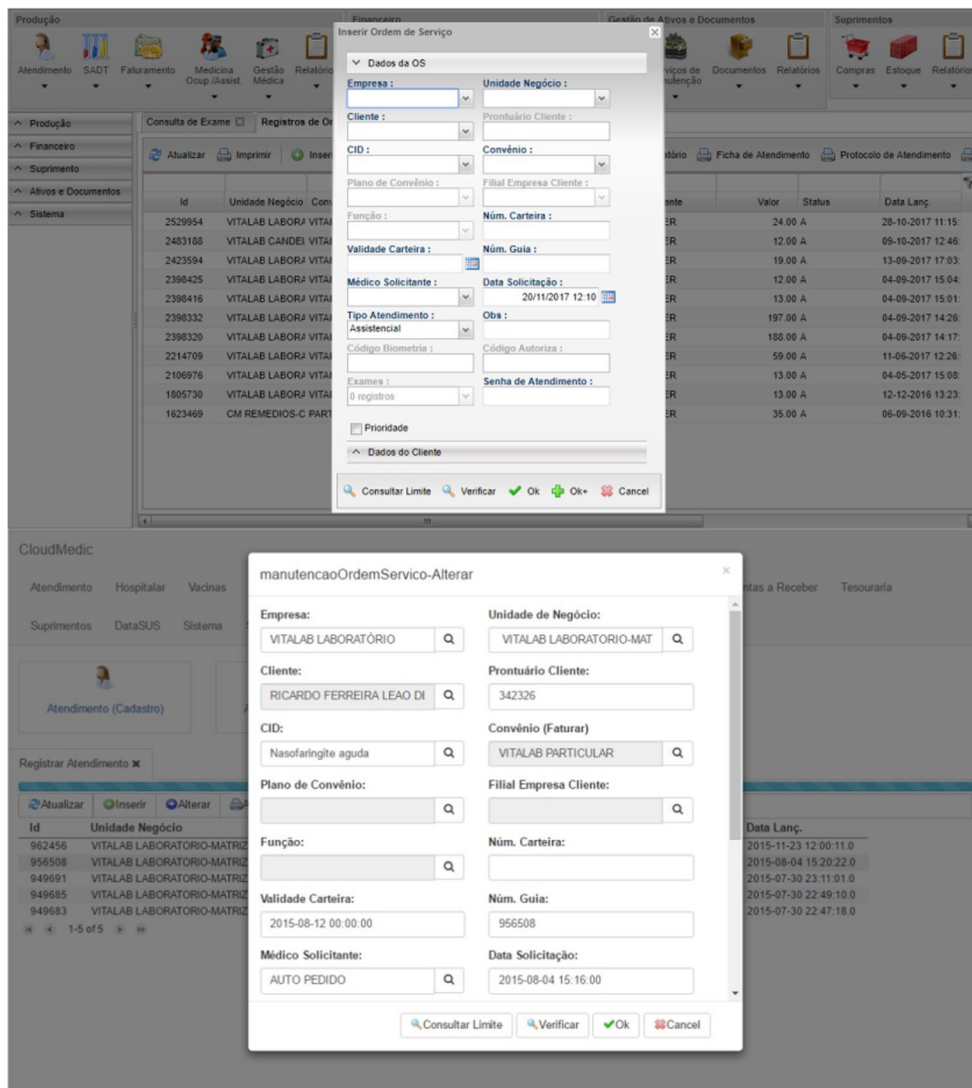 Produção Financeiro Gestão de Ativos e Documentos Suprimentos
Atendimento SADT Faturamento Medicina Ocup./Assist. Gestão Médica Documentos Relatórios Compras Estoque
Inserir Ordem de Serviço
Dados da OS
Empresa : Unidade Negócio :
Cliente : Prontuário Cliente :
CID : Convênio :
Plano de Convênio : Filial Empresa Cliente :
Função : Núm. Carteira :
Validade Carteira : Núm. Guia :
Médico Solicitante : Data Solicitação :
20/11/2017 12:10
Tipo Atendimento : Obs :
Assistencial
Código Biometria : Código Autoriza :
Exames : Senha de Atendimento :
0 registros
Prioridade
Dados do Cliente
Consultar Limite Verificar Ok Ok+ Cancel
Produção
Financeiro
Suprimento
Ativos e Documentos
Sistema
Consulta de Exame Registros de
Atualizar Imprimir Ficha de Atendimento Protocolo de Atendimento
Id Unidade Negócio Valor Status Data Lanç.
2529954 VITALAB 24.00 A 28-10-2017 11:15:
2483188 VITALAB 12.00 A 09-10-2017 12:46:
2423594 VITALAB 19.00 A 13-09-2017 17:03:
2398425 VITALAB 12.00 A 04-09-2017 15:04:
2398416 VITALAB 13.00 A 04-09-2017 15:01:
2398332 VITALAB 197.00 A 04-09-2017 14:26:
2398320 VITALAB 188.00 A 04-09-2017 14:17:
2214709 VITALAB 59.00 A 11-06-2017 12:26:
2106976 VITALAB 13.00 A 04-05-2017 15:08:
1805730 VITALAB 13.00 A 12-12-2016 13:23:
1623469 CM REMEDIOS-C 35.00 A 06-09-2016 10:31:
CloudMedic
Atendimento Hospitalar Vacinas a Receber Tesouraria
Suprimentos DataSUS Sistema
Atendimento (Cadastro)
Registrar Atendimento
Atualizar Inserir Alterar
Id Unidade Negócio Data Lanç.
962456 VITALAB LABORATORIO-MATRIZ 2015-11-23 12:00:11.0
956508 VITALAB LABORATORIO-MATRIZ 2015-08-04 15:20:22.0
949691 VITALAB LABORATORIO-MATRIZ 2015-07-30 23:11:01.0
949685 VITALAB LABORATORIO-MATRIZ 2015-07-30 22:49:10.0
949683 VITALAB LABORATORIO-MATRIZ 2015-07-30 22:47:18.0
1-5 of 5
manutencaoOrdemServico-Alterar
Empresa: Unidade de Negócio:
VITALAB LABORATÓRIO VITALAB LABORATORIO-MAT
Cliente: Prontuário Cliente:
RICARDO FERREIRA LEAO 342326
CID: Convênio (Faturar)
Nasofaringite aguda VITALAB PARTICULAR
Plano de Convênio: Filial Empresa Cliente:
Função: Núm. Carteira:
Validade Carteira: Núm. Guia:
2015-08-12 00:00:00 956508
Médico Solicitante: Data Solicitação:
AUTO PEDIDO 2015-08-04 15:16:00
Consultar Limite Verificar Ok Cancel